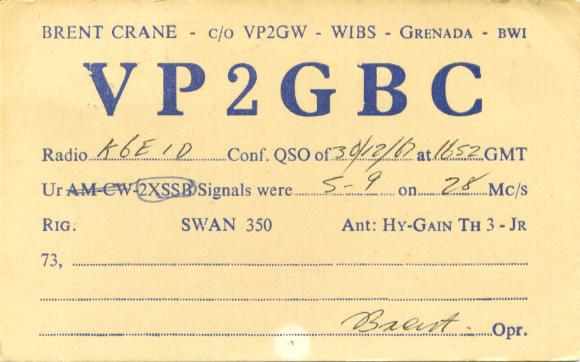 BRENT CRANE - c/o VP2GW - WIBS - GRENADA - BWI
VP2GBC
Radio K6EID Conf. QSO of 30/12/67 at 1652 GMT
Ur AM-CW-2XSSB Signals were 5-9 on 28 Mc/s
RIG. SWAN 350 Ant: HY-GAIN TH 3 - JR
73,
Brent. Opr.